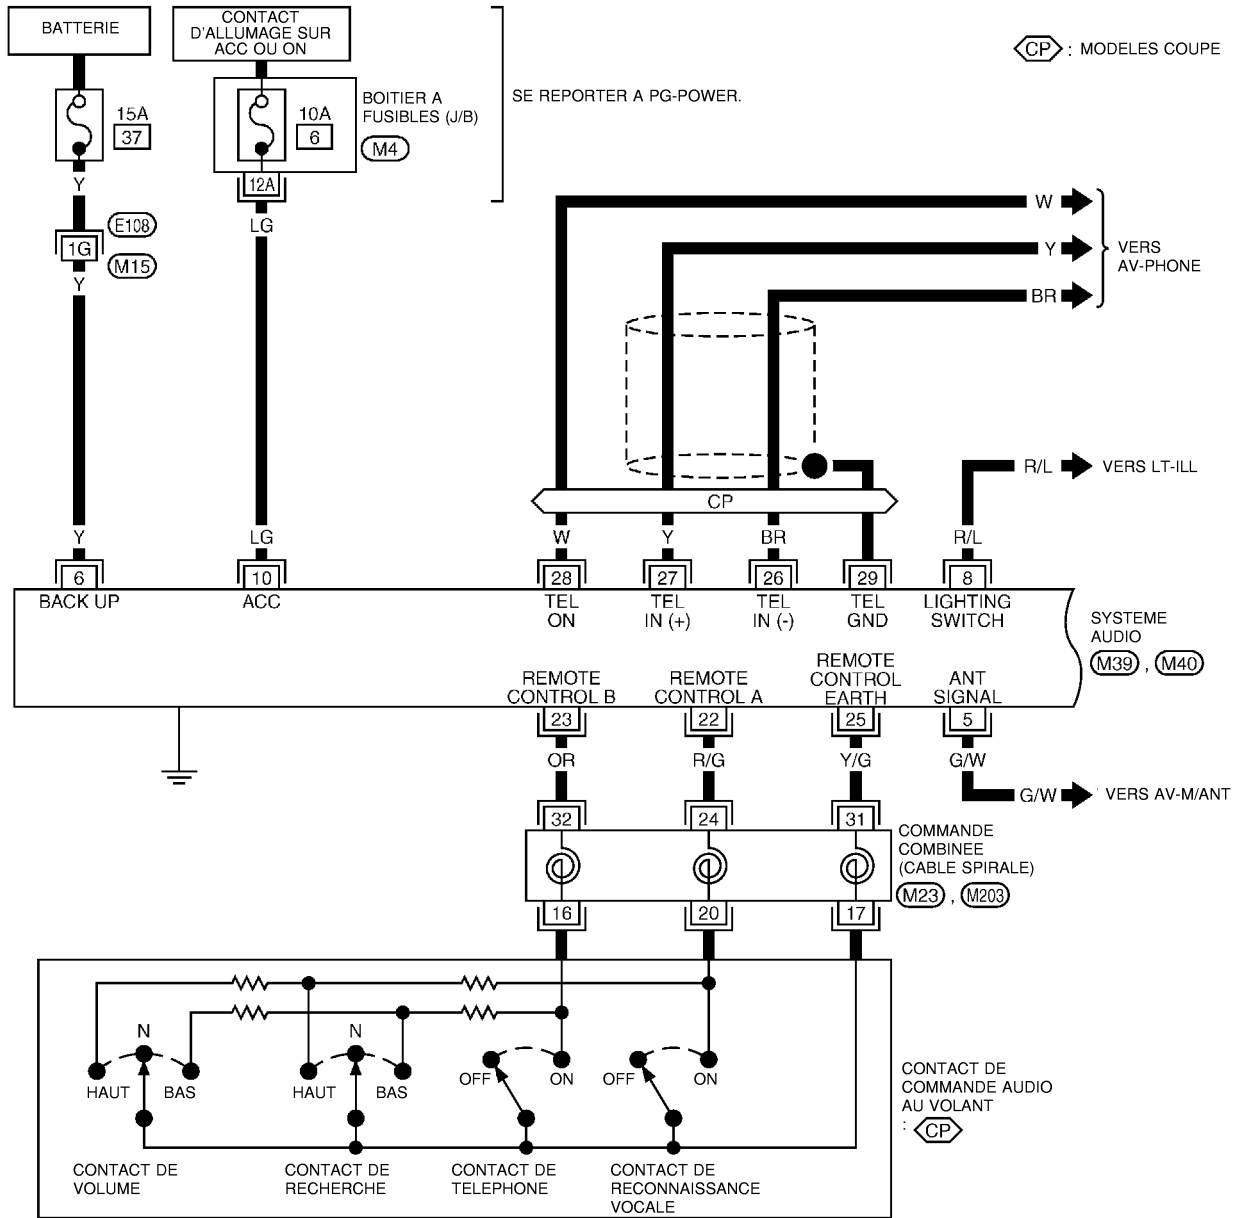 BATTERIE
CONTACT
D'ALLUMAGE SUR
ACC OU ON
CP : MODELES COUPE
15A
37
10A
6
BOITIER A
FUSIBLES (J/B)
M4
SE REPORTER A PG-POWER.
12A
Y
LG
E108
1G
M15
Y
W
Y
BR
VERS
AV-PHONE
R/L
VERS LT-ILL
CP
Y
LG
W
Y
BR
R/L
6
10
28
27
26
29
8
BACK UP
ACC
TEL
ON
TEL
IN (+)
TEL
IN (-)
TEL
GND
LIGHTING
SWITCH
SYSTEME
AUDIO
M39 , M40
REMOTE
CONTROL B
REMOTE
CONTROL A
REMOTE
CONTROL
EARTH
ANT
SIGNAL
23
22
25
5
OR
R/G
Y/G
G/W
G/W
VERS AV-M/ANT
32
24
31
COMMANDE
COMBINEE
(CABLE SPIRALE)
M23 , M203
16
20
17
N
HAUT
BAS
N
HAUT
BAS
OFF
ON
OFF
ON
CONTACT DE
COMMANDE AUDIO
AU VOLANT
: CP
CONTACT DE
VOLUME
CONTACT DE
RECHERCHE
CONTACT DE
TELEPHONE
CONTACT DE
RECONNAISSANCE
VOCALE